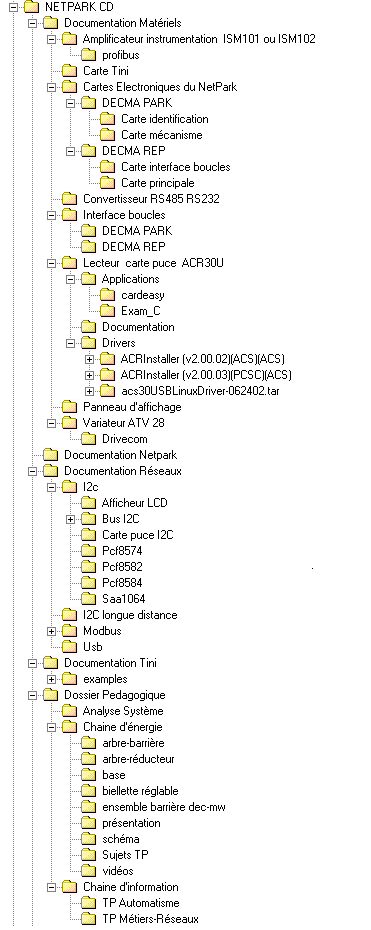 NETPARK CD
Documentation Matériels
Amplificateur instrumentation ISM101 ou ISM102
profibus
Carte Tini
Cartes Electroniques du NetPark
DECMA PARK
Carte identification
Carte mécanisme
DECMA REP
Carte interface boucles
Carte principale
Convertisseur RS485 RS232
Interface boucles
DECMA PARK
DECMA REP
Lecteur carte puce ACR30U
Applications
cardeasy
Exam_C
Documentation
Drivers
ACRInstaller (v2.00.02)(ACS)(ACS)
ACRInstaller (v2.00.03)(PCSC)(ACS)
acs30USBLinuxDriver-062402.tar
Panneau d'affichage
Variateur ATV 28
Drivecom
Documentation Netpark
Documentation Réseaux
I2c
Afficheur LCD
Bus I2C
Carte puce I2C
Pcf8574
Pcf8582
Pcf8584
Saa1064
I2C longue distance
Modbus
Usb
Documentation Tini
examples
Dossier Pedagogique
Analyse Système
Chaine d'énergie
arbre-barrière
arbre-réducteur
base
biellette réglable
ensemble barrière dec-mw
présentation
schéma
Sujets TP
vidéos
Chaine d'information
TP Automatisme
TP Métiers-Réseaux